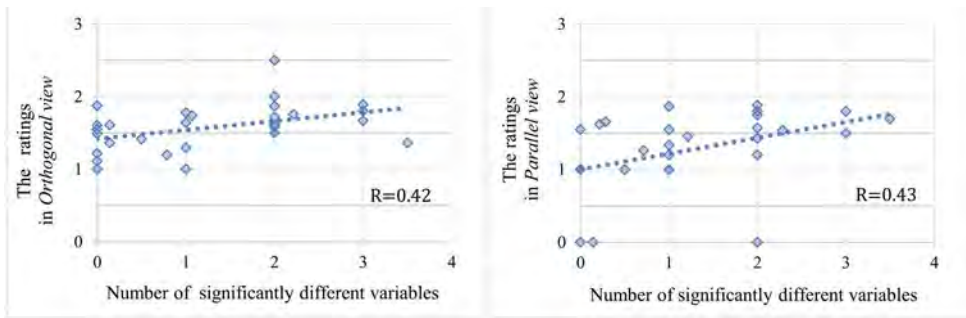 3
2
1
0
The ratings
in Orthogonal view
R=0.42
0 1 2 3 4
Number of significantly different variables
3
2
1
0
The ratings
in Parallel view
R=0.43
0 1 2 3 4
Number of significantly different variables